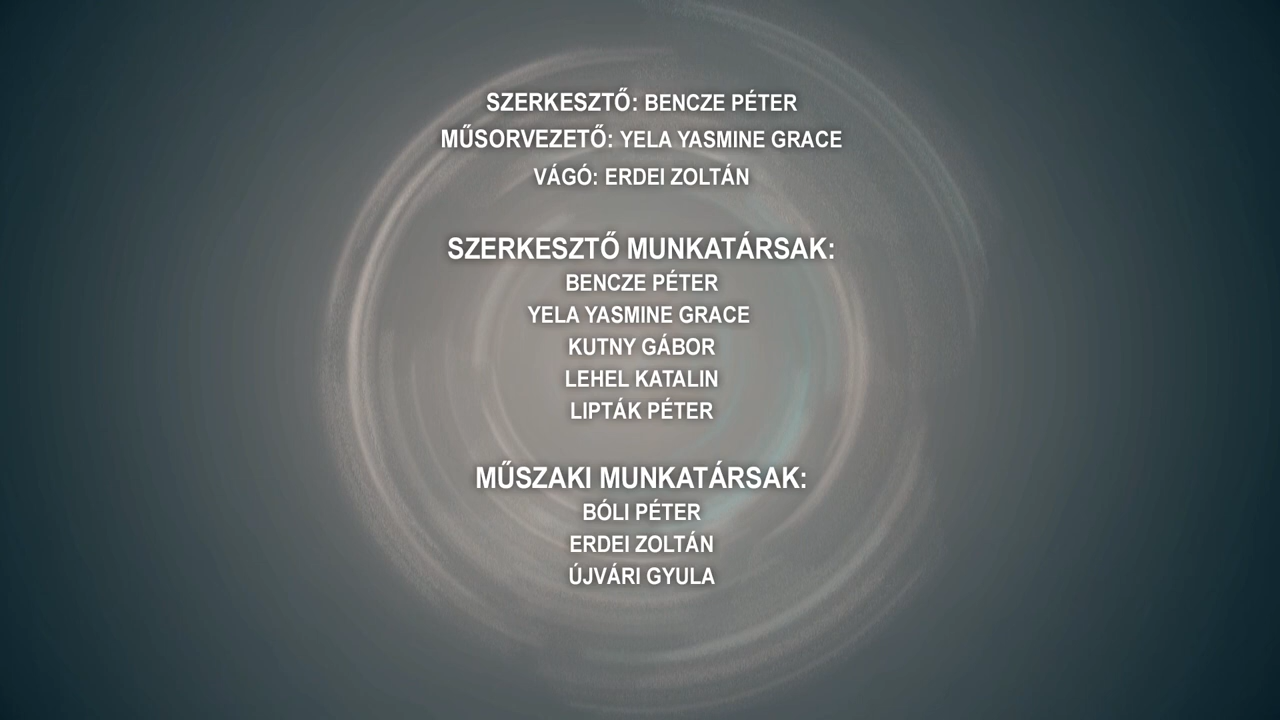 SZERKESZTŐ: BENCZE PÉTER
MŰSORVEZETŐ: YELA YASMINE GRACE
VÁGÓ: ERDEI ZOLTÁN
SZERKESZTŐ MUNKATÁRSAK:
BENCZE PÉTER
YELA YASMINE GRACE
KUTNY GÁBOR
LEHEL KATALIN
LIPTÁK PÉTER
MŰSZAKI MUNKATÁRSAK:
BÓLI PÉTER
ERDEI ZOLTÁN
ÚJVÁRI GYULA